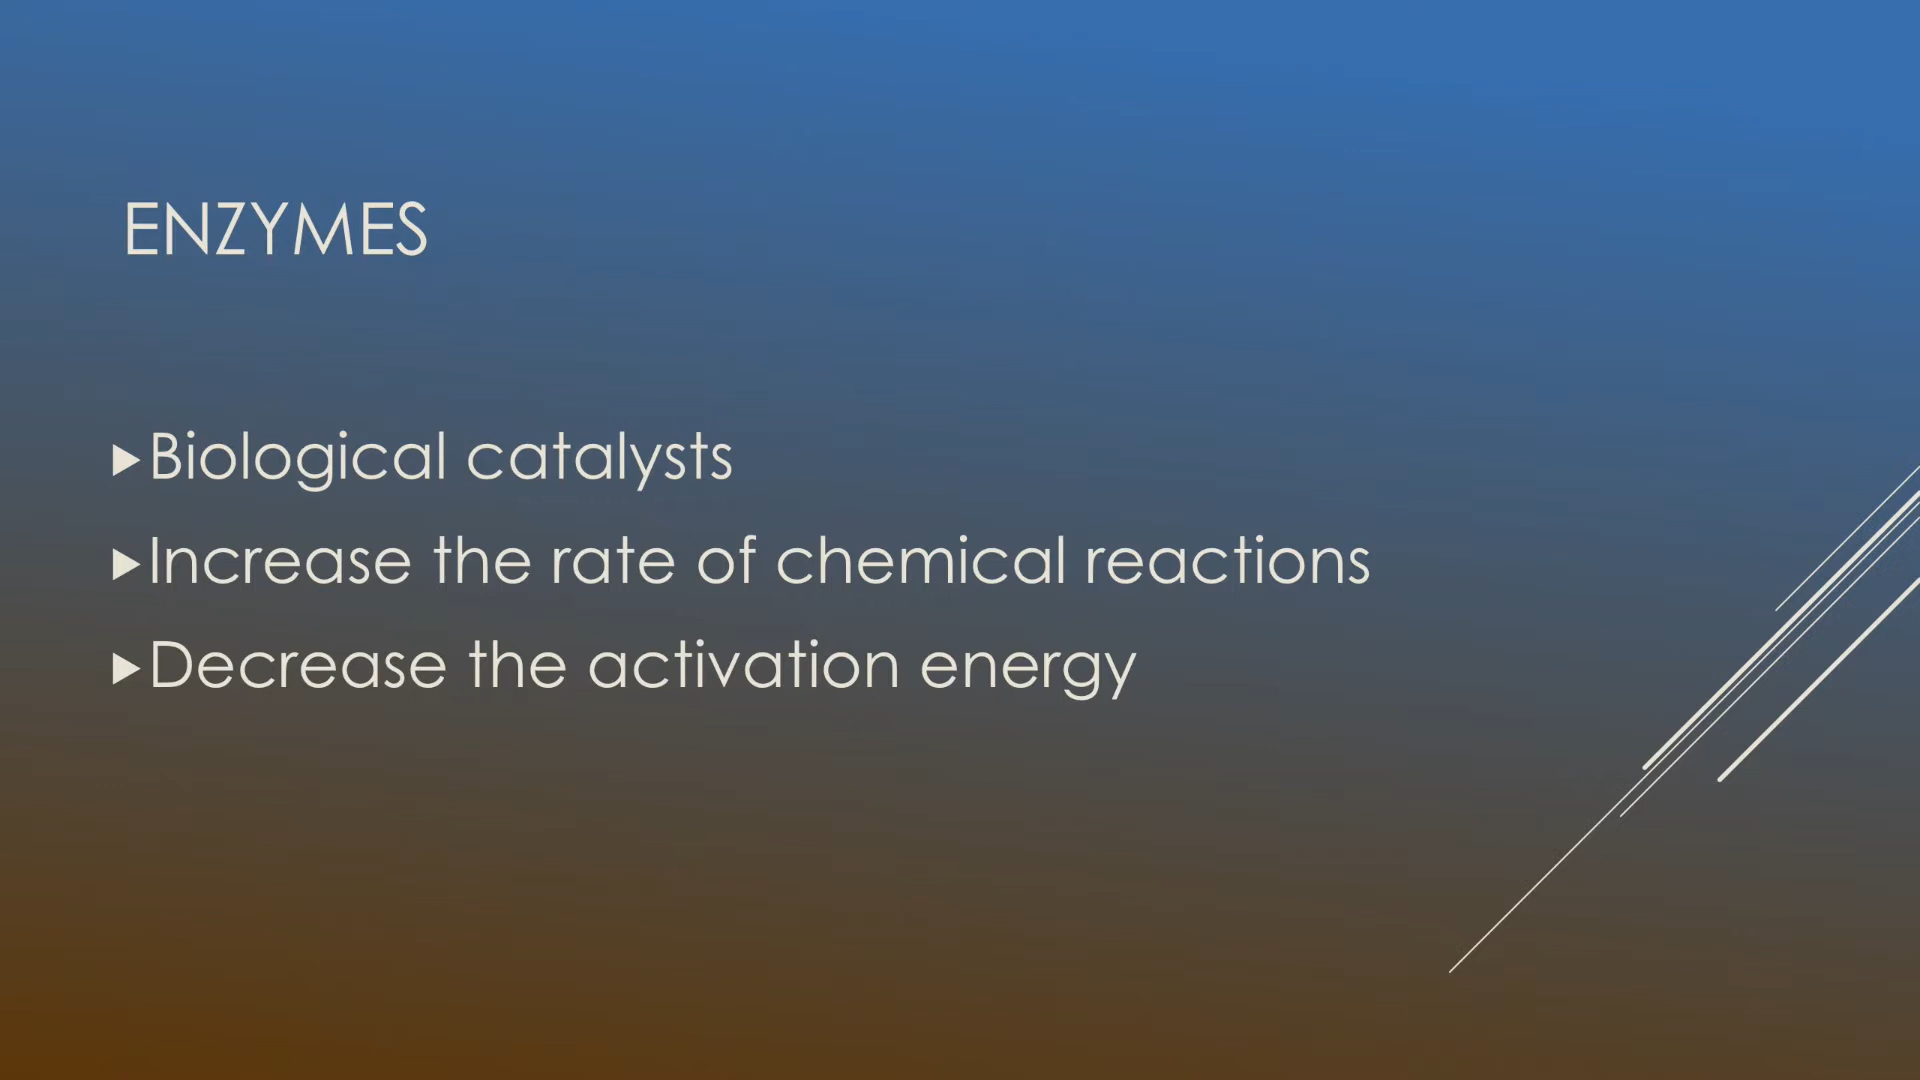 ENZYMES
Biological catalysts
Increase the rate of chemical reactions
Decrease the activation energy